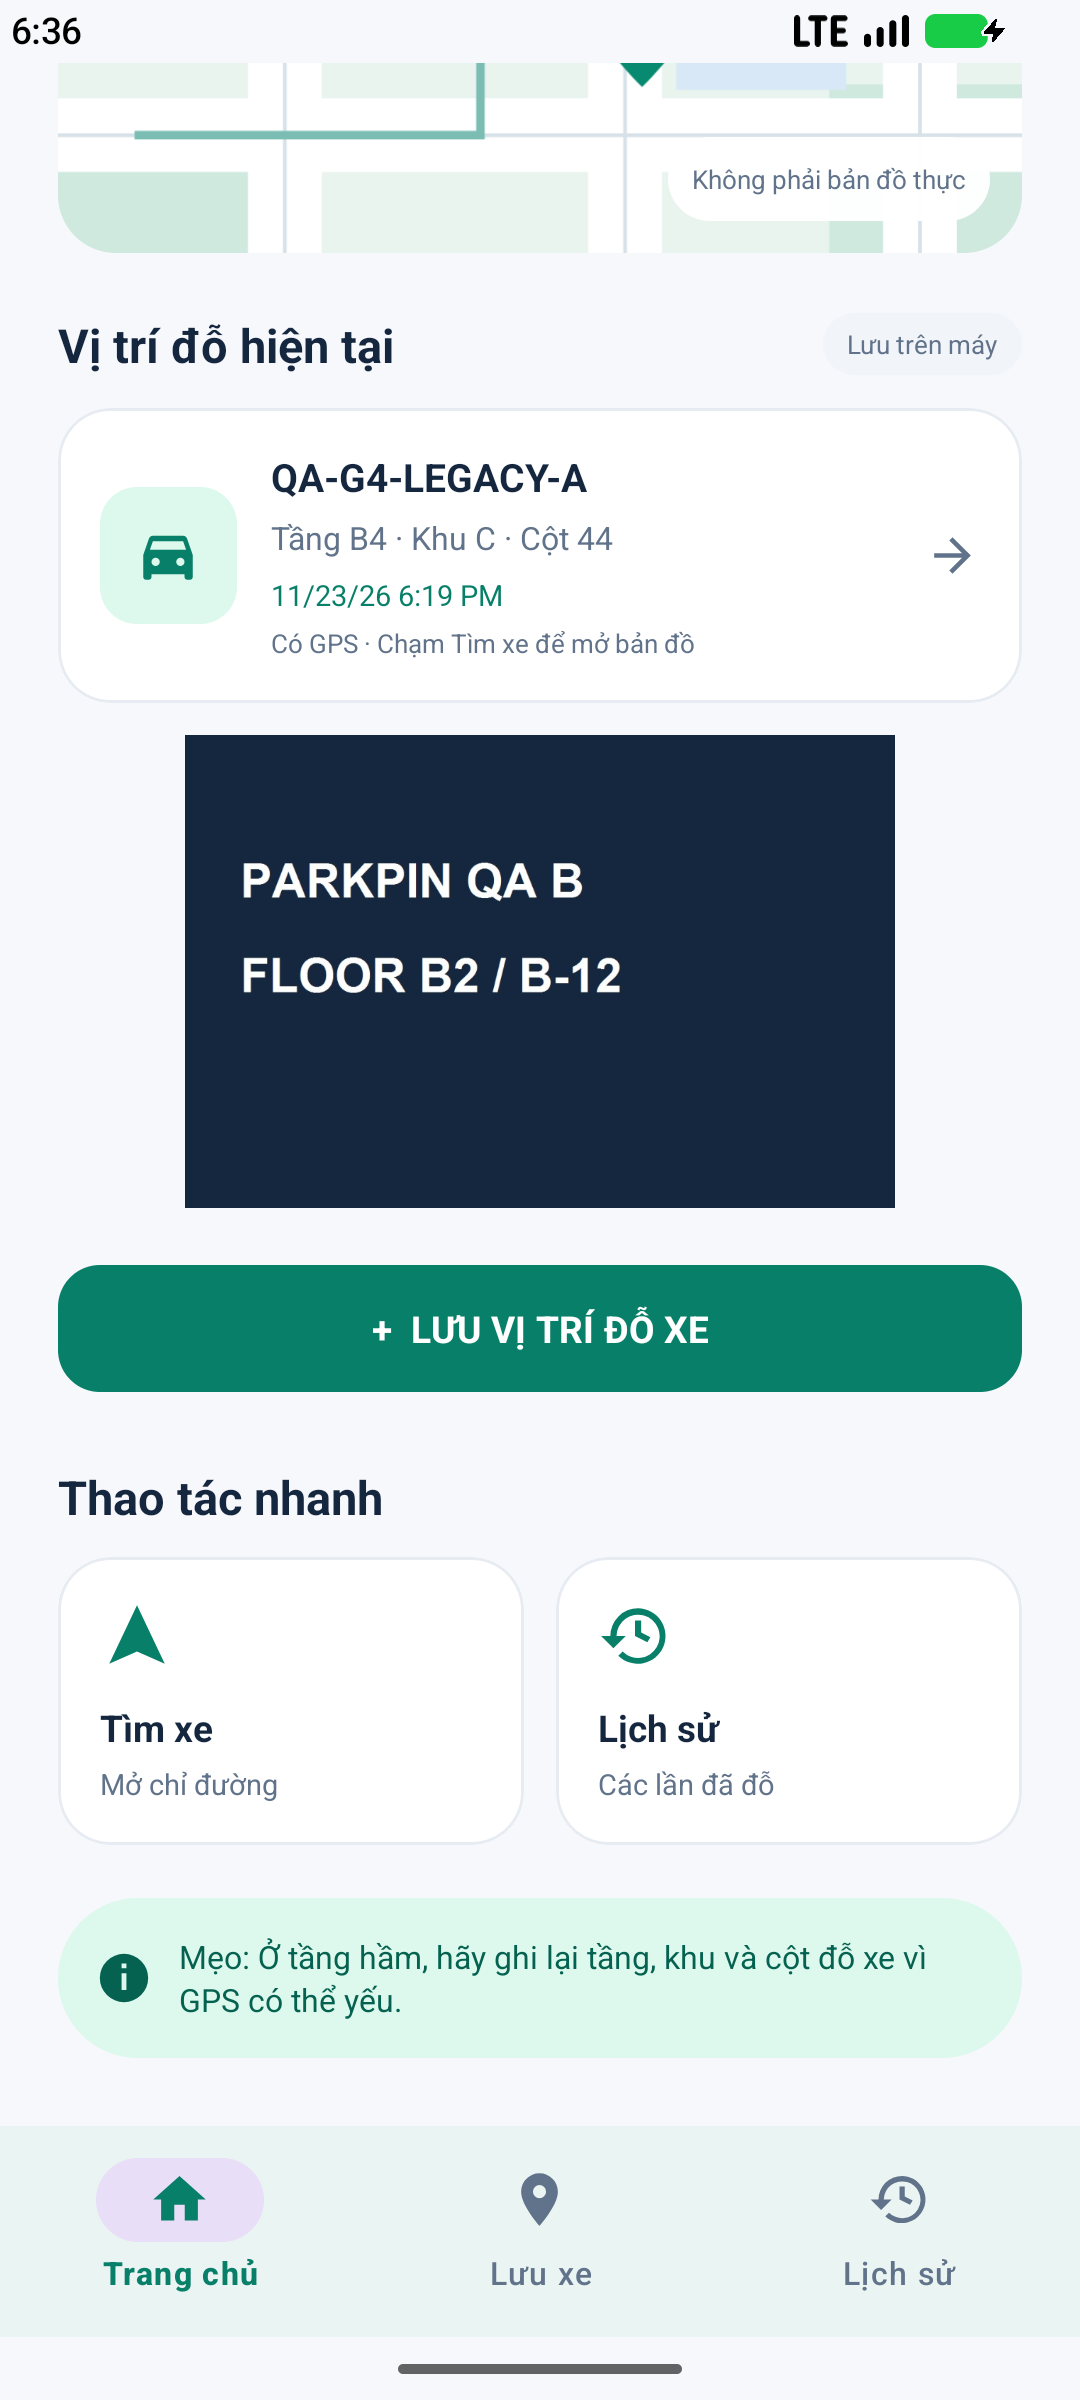 6:36
LTE
Không phải bản đồ thực
Vị trí đỗ hiện tại
Lưu trên máy
QA-G4-LEGACY-A
Tầng B4 · Khu C · Cột 44
11/23/26 6:19 PM
Có GPS · Chạm Tìm xe để mở bản đồ
PARKPIN QA B
FLOOR B2 / B-12
+ LƯU VỊ TRÍ ĐỖ XE
Thao tác nhanh
Tìm xe
Mở chỉ đường
Lịch sử
Các lần đã đỗ
Mẹo: Ở tầng hầm, hãy ghi lại tầng, khu và cột đỗ xe vì
GPS có thể yếu.
Trang chủ
Lưu xe
Lịch sử